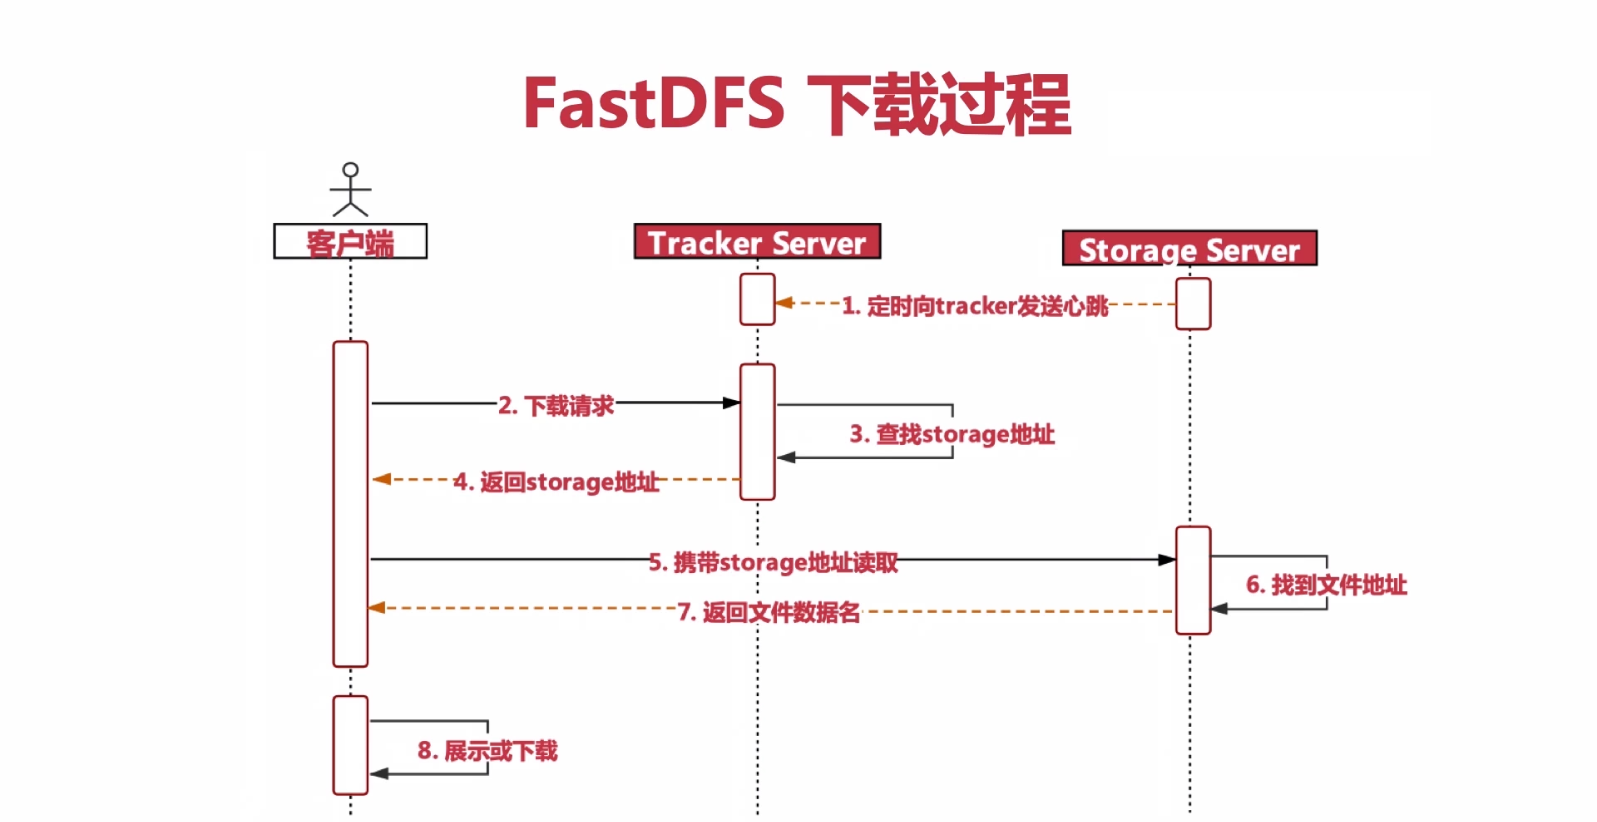 FastDFS 下载过程
客户端
Tracker Server
Storage Server
1. 定时向tracker发送心跳
2. 下载请求
3. 查找storage地址
4. 返回storage地址
5. 携带storage地址读取
6. 找到文件地址
7. 返回文件数据名
8. 展示或下载